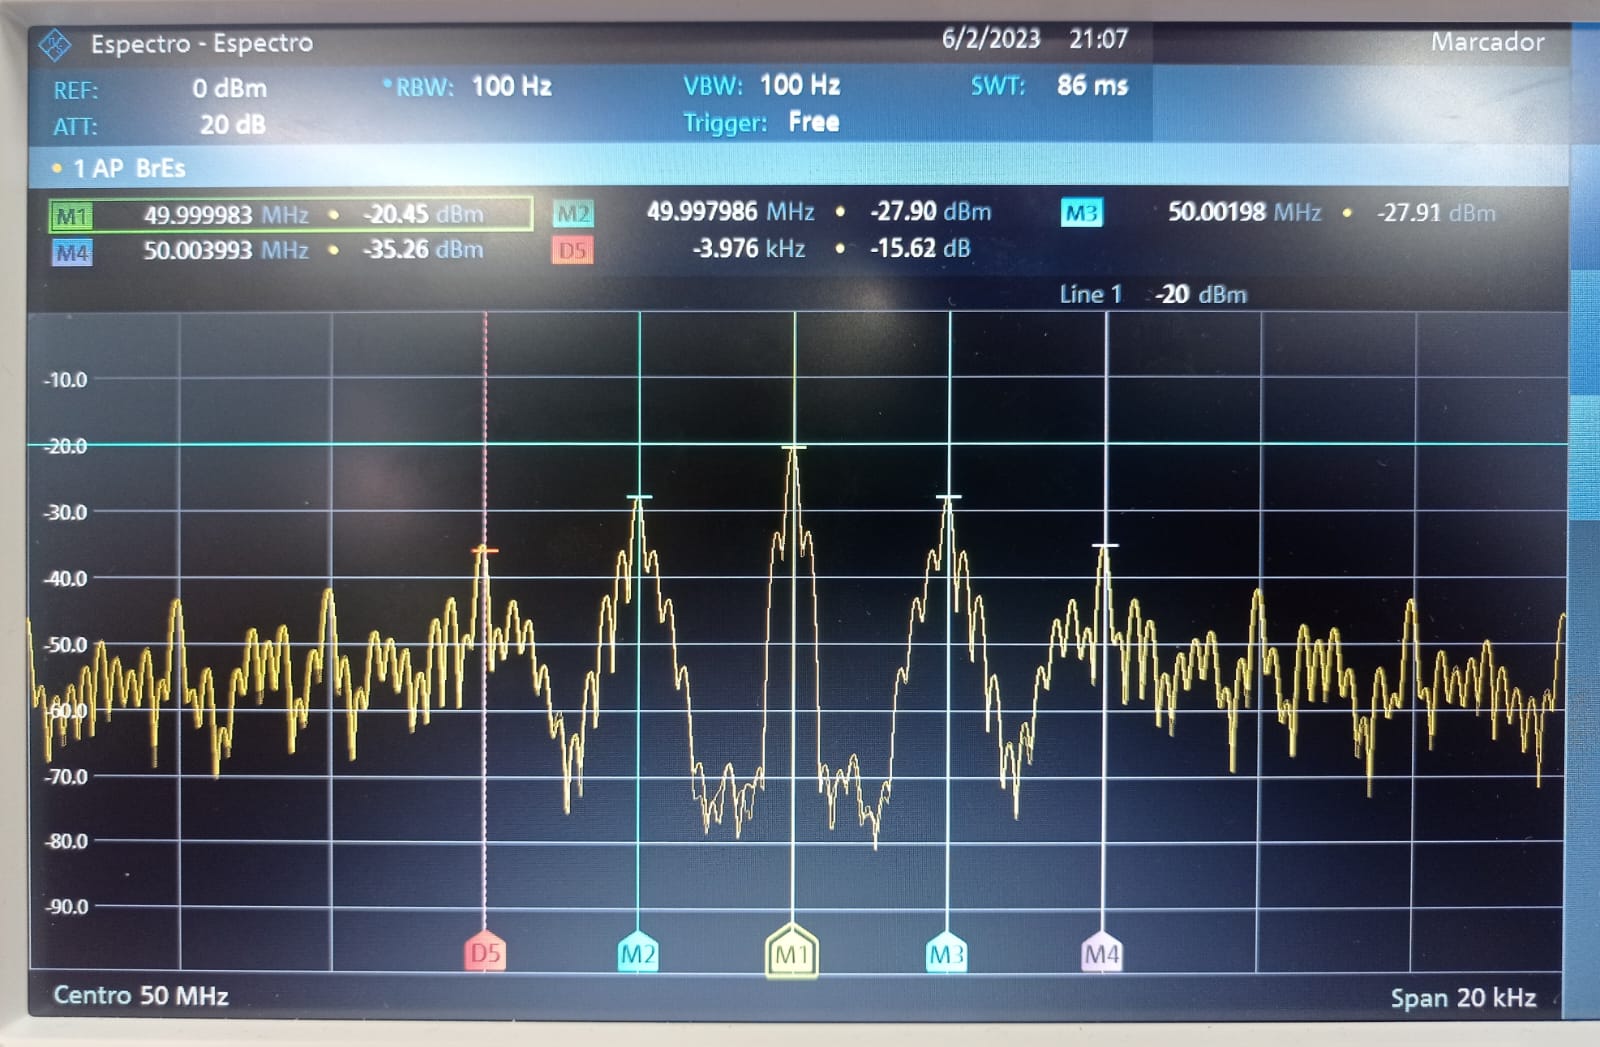 Espectro - Espectro 6/2/2023 21:07 Marcador
REF: 0 dBm RBW: 100 Hz VBW: 100 Hz SWT: 86 ms
ATT: 20 dB Trigger: Free
1 AP BrEs
M1 49.999983 MHz -20.45 dBm M2 49.997986 MHz -27.90 dBm M3 50.00198 MHz -27.91 dBm
M4 50.003993 MHz -35.26 dBm D5 -3.976 kHz -15.62 dB
Line 1 -20 dBm
-10.0
-20.0
-30.0
-40.0
-50.0
-60.0
-70.0
-80.0
-90.0
D5 M2 M1 M3 M4
Centro 50 MHz Span 20 kHz